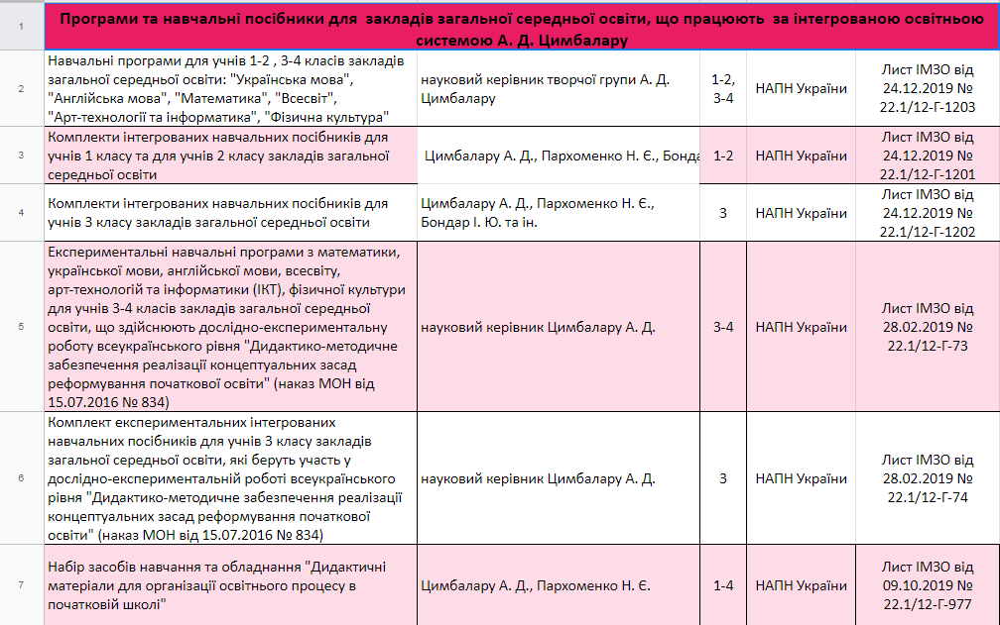 1
Програми та навчальні посібники для закладів загальної середньої освіти, що працюють за інтегрованою освітньою
системою А. Д. Цимбалару
2
Навчальні програми для учнів 1-2 , 3-4 класів закладів
загальної середньої освіти: "Українська мова",
"Англійська мова", "Математика", "Всесвіт",
"Арт-технології та інформатика", "Фізична культура"
науковий керівник творчої групи А. Д.
Цимбалару
1-2,
3-4
НАПН України
Лист ІМЗО від
24.12.2019 №
22.1/12-Г-1203
3
Комплекти інтегрованих навчальних посібників для
учнів 1 класу та для учнів 2 класу закладів загальної
середньої освіти
Цимбалару А. Д., Пархоменко Н. Є., Бонда
1-2
НАПН України
Лист ІМЗО від
24.12.2019 №
22.1/12-Г-1201
4
Комплекти інтегрованих навчальних посібників для
учнів 3 класу закладів загальної середньої освіти
Цимбалару А. Д., Пархоменко Н. Є.,
Бондар І. Ю. та ін.
3
НАПН України
Лист ІМЗО від
24.12.2019 №
22.1/12-Г-1202
5
Експериментальні навчальні програми з математики,
української мови, англійської мови, всесвіту,
арт-технологій та інформатики (ІКТ), фізичної культури
для учнів 3-4 класів закладів загальної середньої
освіти, що здійснюють дослідно-експериментальну
роботу всеукраїнського рівня "Дидактико-методичне
забезпечення реалізації концептуальних засад
реформування початкової освіти" (наказ МОН від
15.07.2016 № 834)
науковий керівник Цимбалару А. Д.
3-4
НАПН України
Лист ІМЗО від
28.02.2019 №
22.1/12-Г-73
6
Комплект експериментальних інтегрованих
навчальних посібників для учнів 3 класу закладів
загальної середньої освіти, які беруть участь у
дослідно-експериментальній роботі всеукраїнського
рівня "Дидактико-методичне забезпечення реалізації
концептуальних засад реформування початкової
освіти" (наказ МОН від 15.07.2016 № 834)
науковий керівник Цимбалару А. Д.
3
НАПН України
Лист ІМЗО від
28.02.2019 №
22.1/12-Г-74
7
Набір засобів навчання та обладнання "Дидактичні
матеріали для організації освітнього процесу в
початковій школі"
Цимбалару А. Д., Пархоменко Н. Є.
1-4
НАПН України
Лист ІМЗО від
09.10.2019 №
22.1/12-Г-977